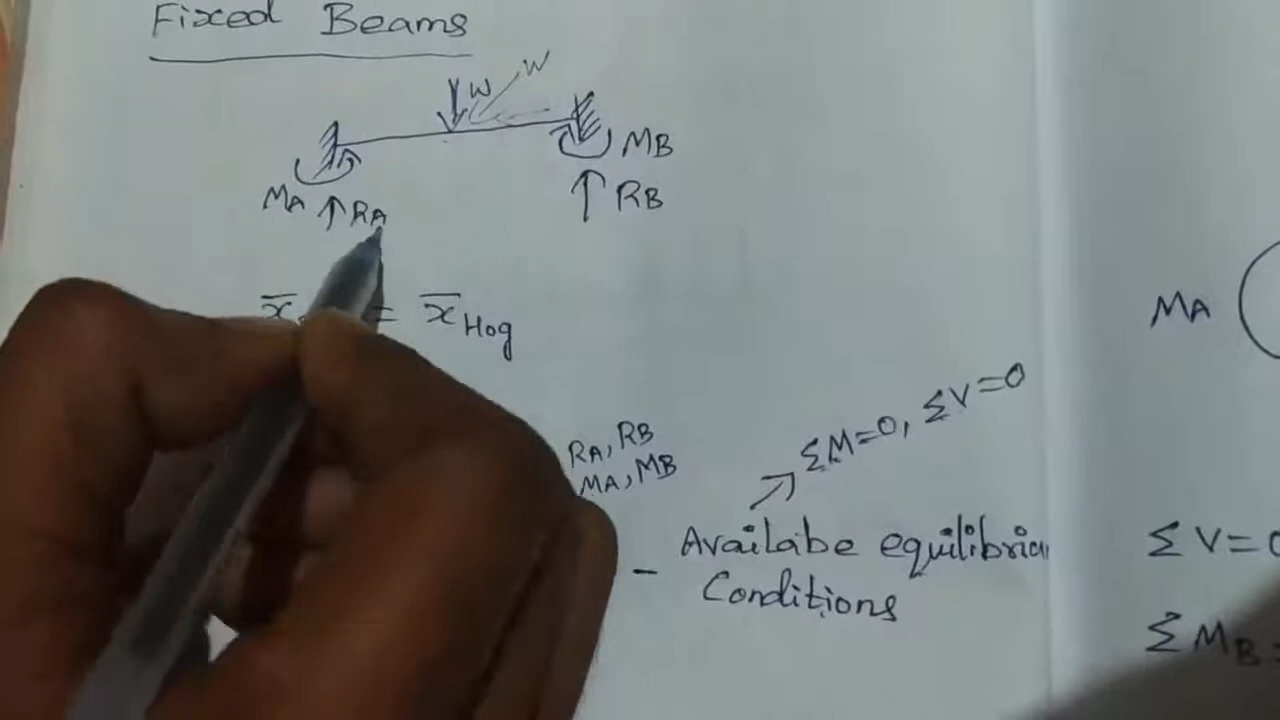 Fixed Beams
W W
MB
MA ↑RA
↑ RB
x̄ = x̄Hog
MA
RA, RB
MA, MB
ΣM=0, ΣV=0
- Availabe
Conditions
ΣV=0
ΣMB